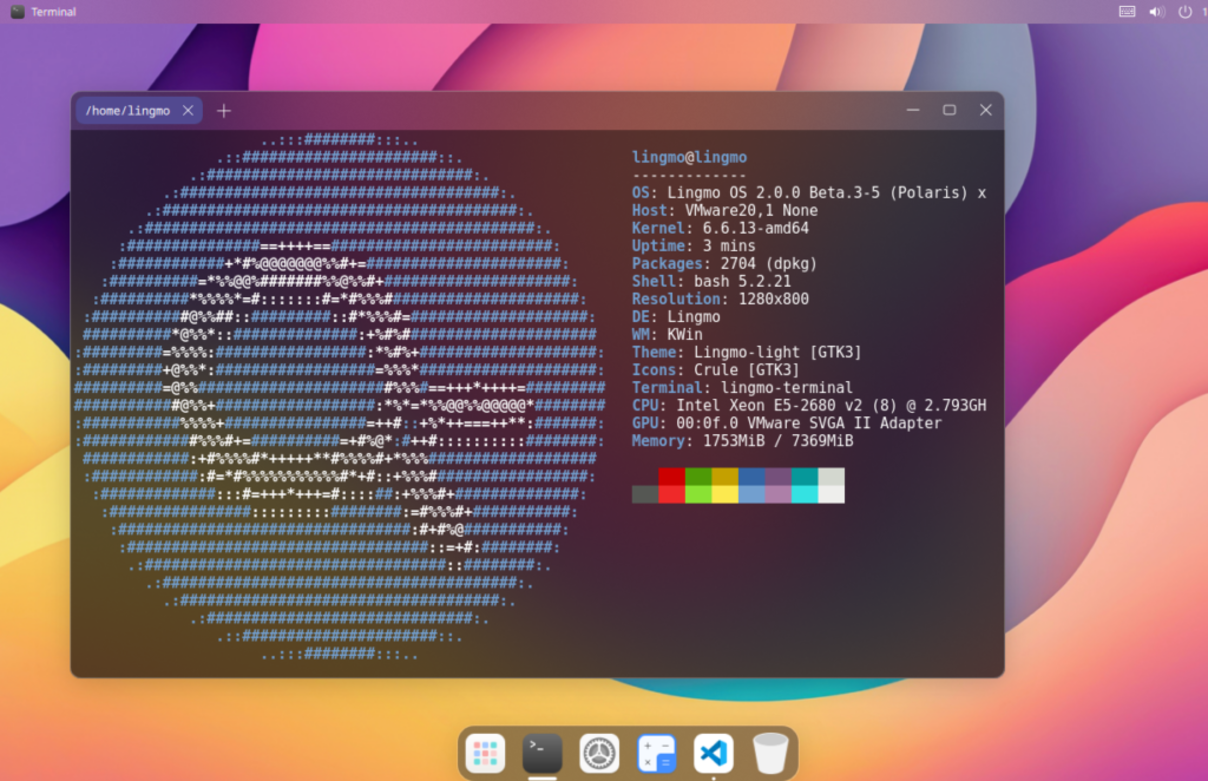 Terminal
/home/lingmo
lingmo@lingmo
-------------
OS: Lingmo OS 2.0.0 Beta.3-5 (Polaris) x
Host: VMware20,1 None
Kernel: 6.6.13-amd64
Uptime: 3 mins
Packages: 2704 (dpkg)
Shell: bash 5.2.21
Resolution: 1280x800
DE: Lingmo
WM: KWin
Theme: Lingmo-light [GTK3]
Icons: Crule [GTK3]
Terminal: lingmo-terminal
CPU: Intel Xeon E5-2680 v2 (8) @ 2.793GH
GPU: 00:0f.0 VMware SVGA II Adapter
Memory: 1753MiB / 7369MiB